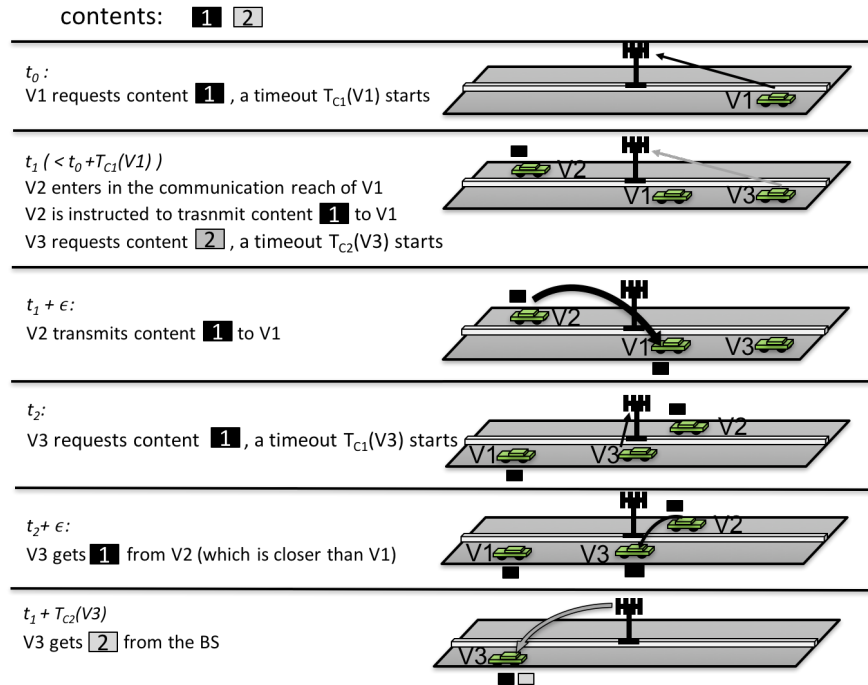 contents: 1 2
t0 :
V1 requests content 1 , a timeout TC1(V1) starts
V1
t1 ( < t0 +TC1(V1) )
V2 enters in the communication reach of V1
V2 is instructed to trasnmit content 1 to V1
V3 requests content 2 , a timeout TC2(V3) starts
V2
V1 V3
t1 + ϵ:
V2 transmits content 1 to V1
V2
V1 V3
t2:
V3 requests content 1 , a timeout TC1(V3) starts
V2
V1 V3
t2+ ϵ:
V3 gets 1 from V2 (which is closer than V1)
V2
V1 V3
t1 + TC2(V3)
V3 gets 2 from the BS
V3